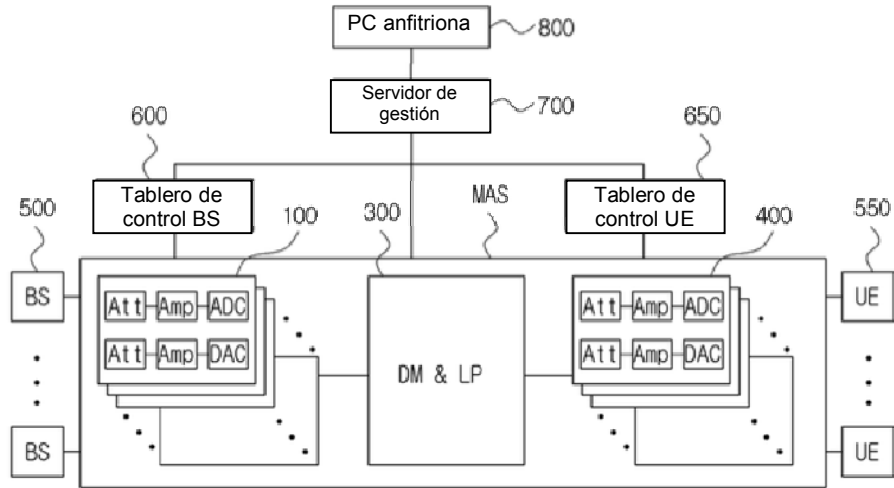 PC anfitriona
800
Servidor de
gestión
700
600
650
Tablero de
control BS
MAS
Tablero de
control UE
500
100
300
400
550
BS
Att Amp ADC
Att Amp DAC
DM & LP
Att Amp ADC
Att Amp DAC
UE
BS
UE